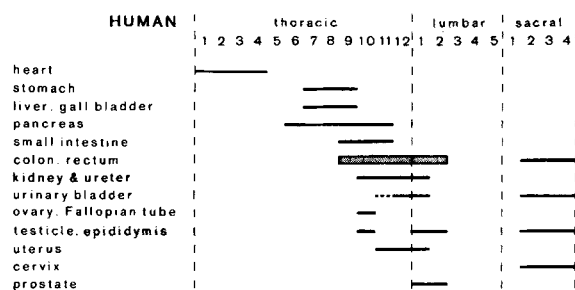 HUMAN thoracic lumbar sacral
1 2 3 4 5 6 7 8 9 10 11 12 1 2 3 4 5 1 2 3 4
heart
stomach
liver. gall bladder
pancreas
small intestine
colon. rectum
kidney & ureter
urinary bladder
ovary. Fallopian tube
testicle. epididymis
uterus
cervix
prostate